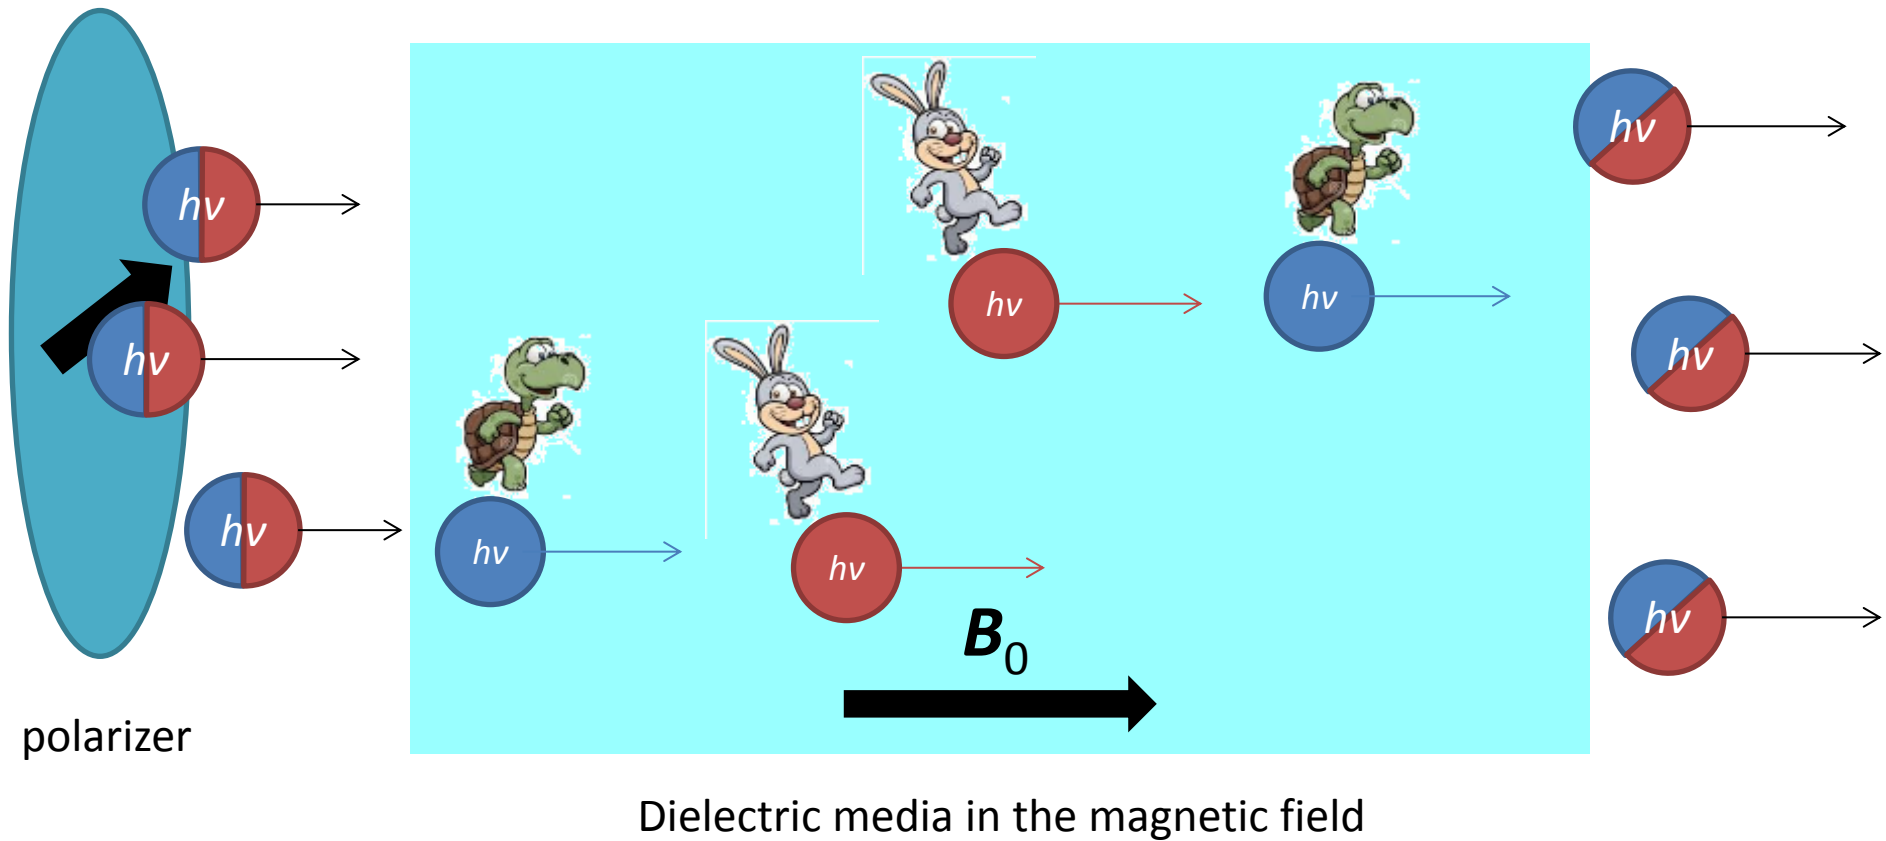 hν
hν
hν
hν
hν
hν
hν
hν
hν
hν
B0
polarizer
Dielectric media in the magnetic field